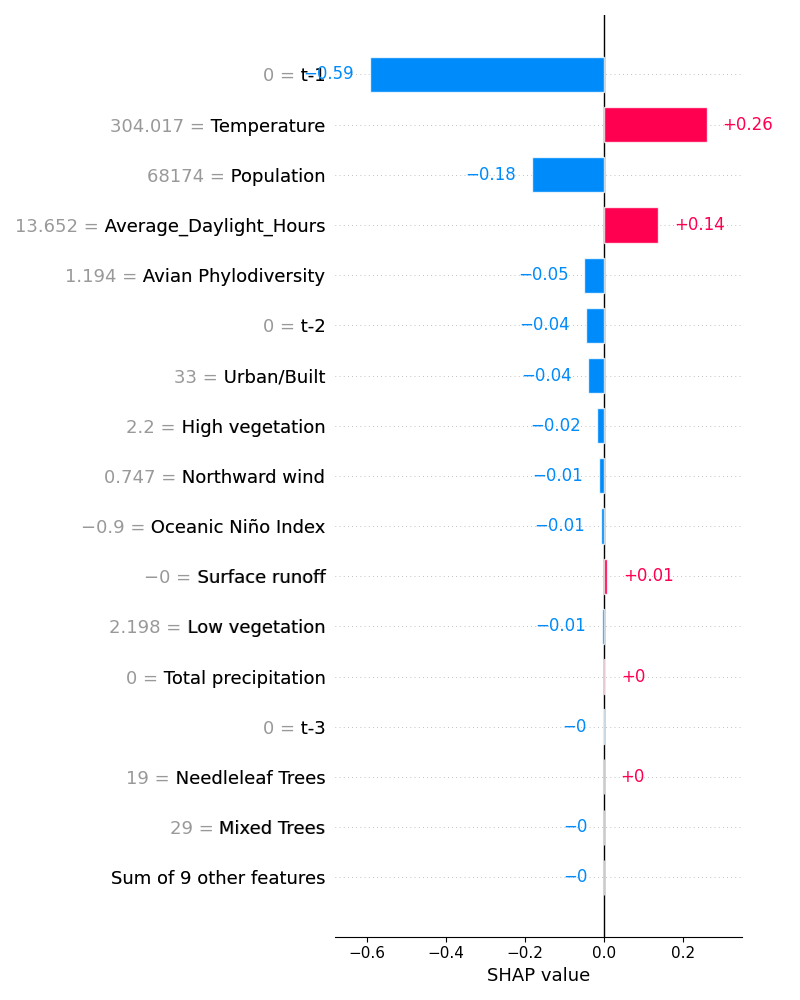 0 = t-1 −0.59
304.017 = Temperature +0.26
68174 = Population −0.18
13.652 = Average_Daylight_Hours +0.14
1.194 = Avian Phylodiversity −0.05
0 = t-2 −0.04
33 = Urban/Built −0.04
2.2 = High vegetation −0.02
0.747 = Northward wind −0.01
−0.9 = Oceanic Niño Index −0.01
−0 = Surface runoff +0.01
2.198 = Low vegetation −0.01
0 = Total precipitation +0
0 = t-3 −0
19 = Needleleaf Trees +0
29 = Mixed Trees −0
Sum of 9 other features −0
−0.6 −0.4 −0.2 0.0 0.2
SHAP value